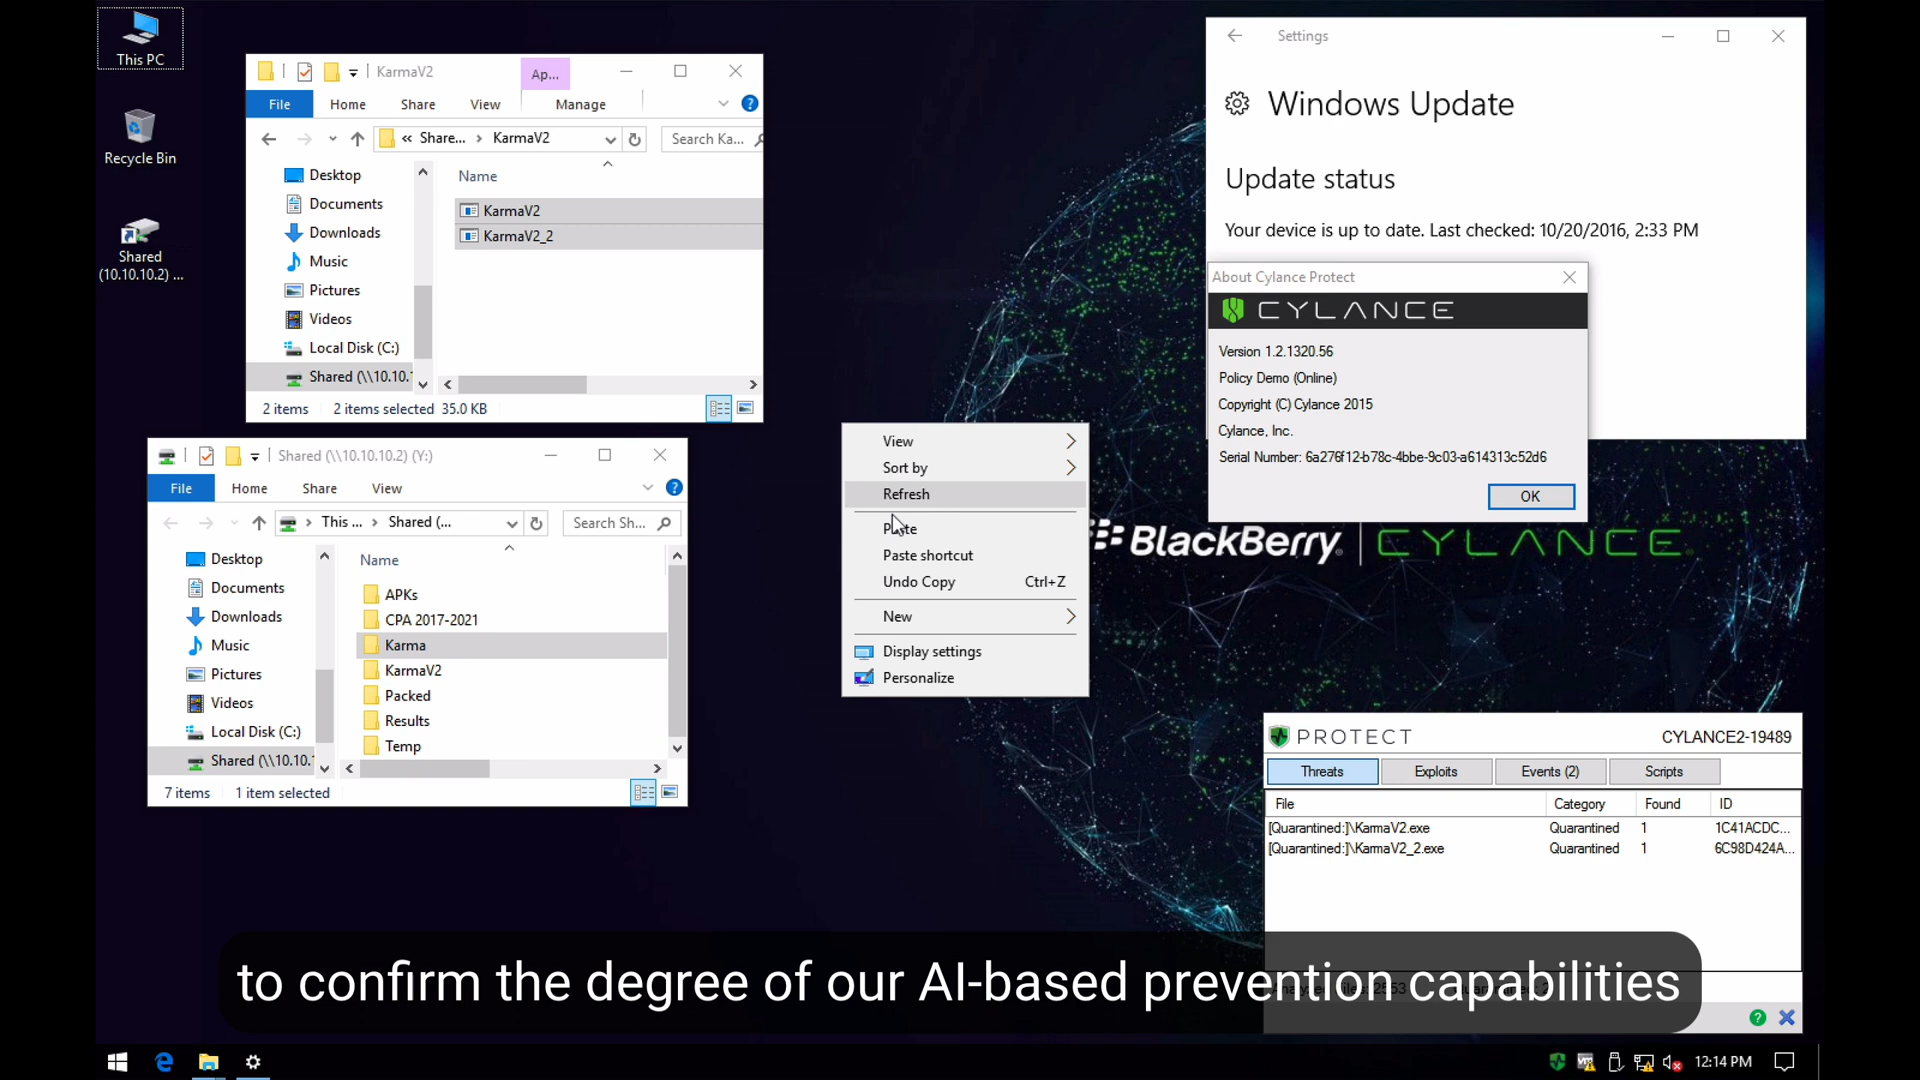 This PC
Recycle Bin
Shared
(10.10.10.2) ...
KarmaV2
Ap...
File
Home
Share
View
Manage
« Share... › KarmaV2
Search Ka...
Desktop
Documents
Downloads
Music
Pictures
Videos
Local Disk (C:)
Shared (\\10.10.1
Name
KarmaV2
KarmaV2_2
2 items
2 items selected 35.0 KB
Shared (\\10.10.10.2) (Y:)
File
Home
Share
View
This ... › Shared (...
Search Sh...
Desktop
Documents
Downloads
Music
Pictures
Videos
Local Disk (C:)
Shared (\\10.10.1
Name
APKs
CPA 2017-2021
Karma
KarmaV2
Packed
Results
Temp
7 items
1 item selected
View
Sort by
Refresh
Paste
Paste shortcut
Undo Copy Ctrl+Z
New
Display settings
Personalize
Settings
Windows Update
Update status
Your device is up to date. Last checked: 10/20/2016, 2:33 PM
About Cylance Protect
CYLANCE
Version 1.2.1320.56
Policy Demo (Online)
Copyright (C) Cylance 2015
Cylance, Inc.
Serial Number: 6a276f12-b78c-4bbe-9c03-a614313c52d6
OK
BlackBerry. CYLANCE
PROTECT
CYLANCE2-19489
Threats
Exploits
Events (2)
Scripts
File Category Found ID
[Quarantined:]\KarmaV2.exe Quarantined 1 1C41ACDC...
[Quarantined:]\KarmaV2_2.exe Quarantined 1 6C98D424A...
to confirm the degree of our AI-based prevention capabilities
12:14 PM